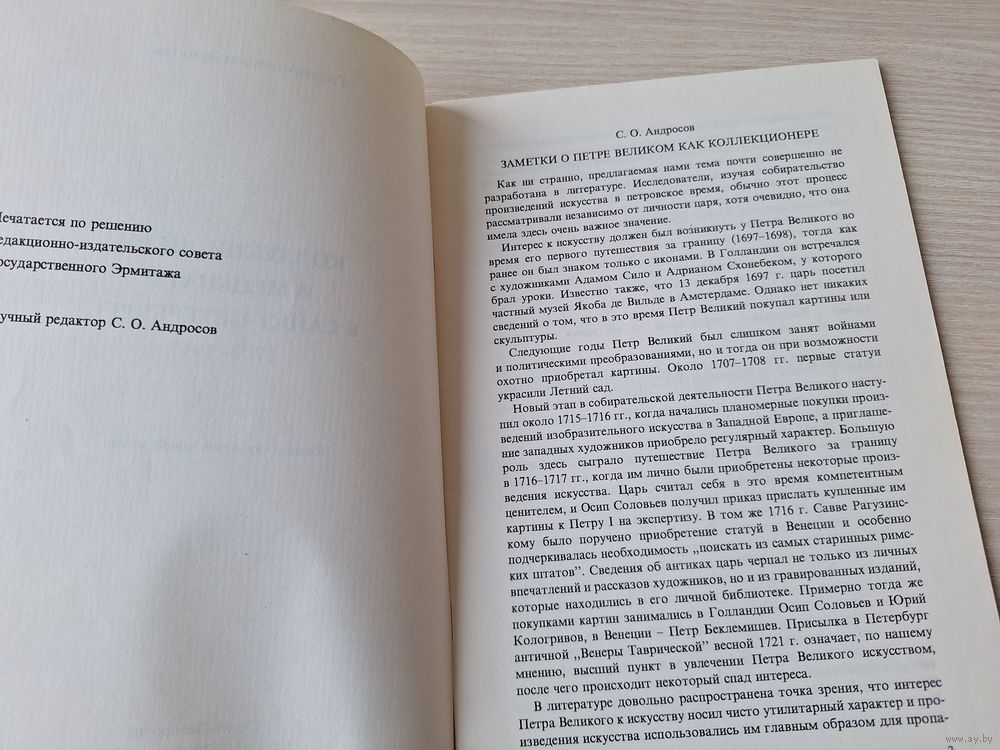 Печатается по решению
редакционно-издательского совета
Государственного Эрмитажа
учный редактор С. О. Андросов
С. О. Андросов
ЗАМЕТКИ О ПЕТРЕ ВЕЛИКОМ КАК КОЛЛЕКЦИОНЕРЕ
Как ни странно, предлагаемая нами тема почти совершенно не
разработана в литературе. Исследователи, изучая собирательство
произведений искусства в петровское время, обычно этот процесс
рассматривали независимо от личности царя, хотя очевидно, что она
имела здесь очень важное значение.
Интерес к искусству должен был возникнуть у Петра Великого во
время его первого путешествия за границу (1697–1698), тогда как
ранее он был знаком только с иконами. В Голландии он встречался
с художниками Адамом Сило и Адрианом Схонебеком, у которого
брал уроки. Известно также, что 13 декабря 1697 г. царь посетил
частный музей Якоба де Вильде в Амстердаме. Однако нет никаких
сведений о том, что в это время Петр Великий покупал картины или
скульптуры.
Следующие годы Петр Великий был слишком занят войнами
и политическими преобразованиями, но и тогда он при возможности
охотно приобретал картины. Около 1707–1708 гг. первые статуи
украсили Летний сад.
Новый этап в собирательской деятельности Петра Великого насту-
пил около 1715–1716 гг., когда начались планомерные покупки произ-
ведений изобразительного искусства в Западной Европе, а приглаше-
ние западных художников приобрело регулярный характер. Большую
роль здесь сыграло путешествие Петра Великого за границу
в 1716–1717 гг., когда им лично были приобретены некоторые произ-
ведения искусства. Царь считал себя в это время компетентным
ценителем, и Осип Соловьев получил приказ прислать купленные им
картины к Петру I на экспертизу. В том же 1716 г. Савве Рагузинс-
кому было поручено приобретение статуй в Венеции и особенно
подчеркивалась необходимость „поискать из самых старинных римс-
ких штатов”. Сведения об антиках царь черпал не только из личных
впечатлений и рассказов художников, но и из гравированных изданий,
которые находились в его личной библиотеке. Примерно тогда же
покупками картин занимались в Голландии Осип Соловьев и Юрий
Кологривов, в Венеции – Петр Беклемишев. Присылка в Петербург
античной „Венеры Таврической” весной 1721 г. означает, по нашему
мнению, высший пункт в увлечении Петра Великого искусством,
после чего происходит некоторый спад интереса.
В литературе довольно распространена точка зрения, что интерес
Петра Великого к искусству носил чисто утилитарный характер и про-
изведения искусства использовались им главным образом для пропа-
www.ay.by